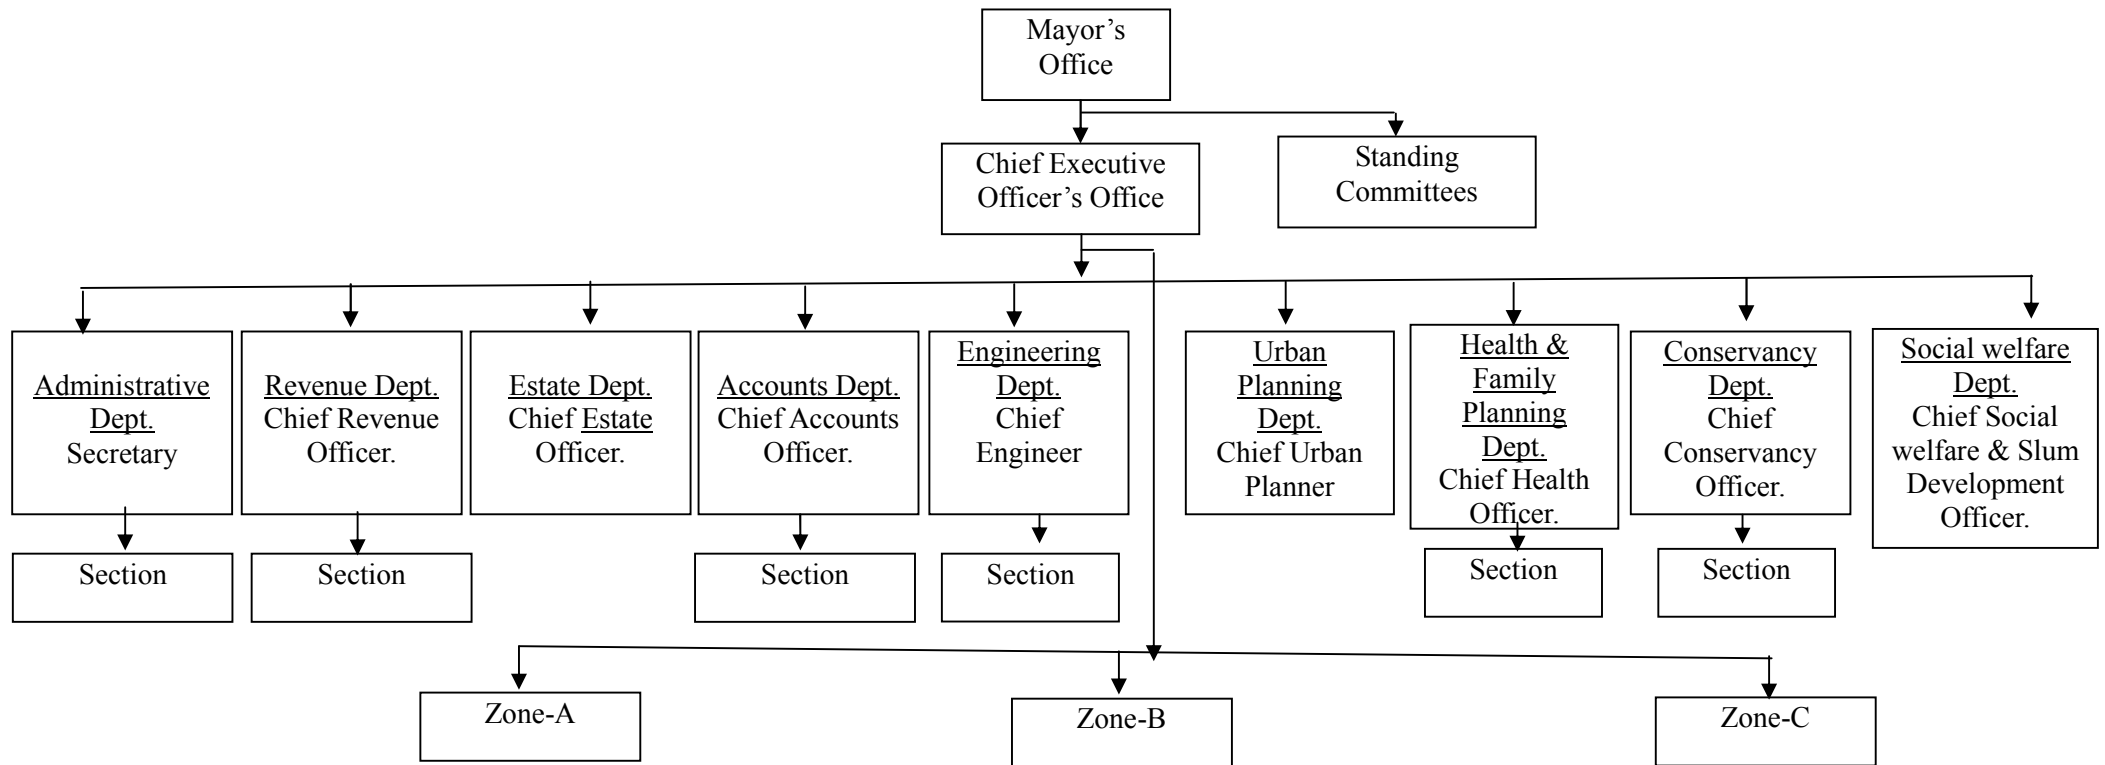 Mayor’s
Office
Chief Executive
Officer’s Office
Standing
Committees
Administrative
Dept.
Secretary
Revenue Dept.
Chief Revenue
Officer.
Estate Dept.
Chief Estate
Officer.
Accounts Dept.
Chief Accounts
Officer.
Engineering
Dept.
Chief
Engineer
Urban
Planning
Dept.
Chief Urban
Planner
Health &
Family
Planning
Dept.
Chief Health
Officer.
Conservancy
Dept.
Chief
Conservancy
Officer.
Social welfare
Dept.
Chief Social
welfare & Slum
Development
Officer.
Section
Section
Section
Section
Section
Section
Zone-A
Zone-B
Zone-C